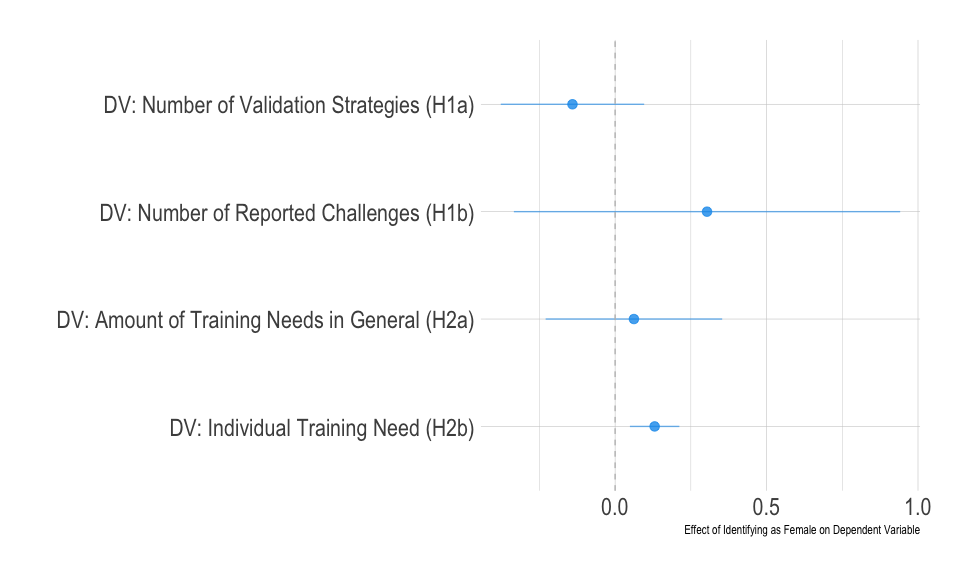 DV: Number of Validation Strategies (H1a)
DV: Number of Reported Challenges (H1b)
DV: Amount of Training Needs in General (H2a)
DV: Individual Training Need (H2b)
0.0 0.5 1.0
Effect of Identifying as Female on Dependent Variable